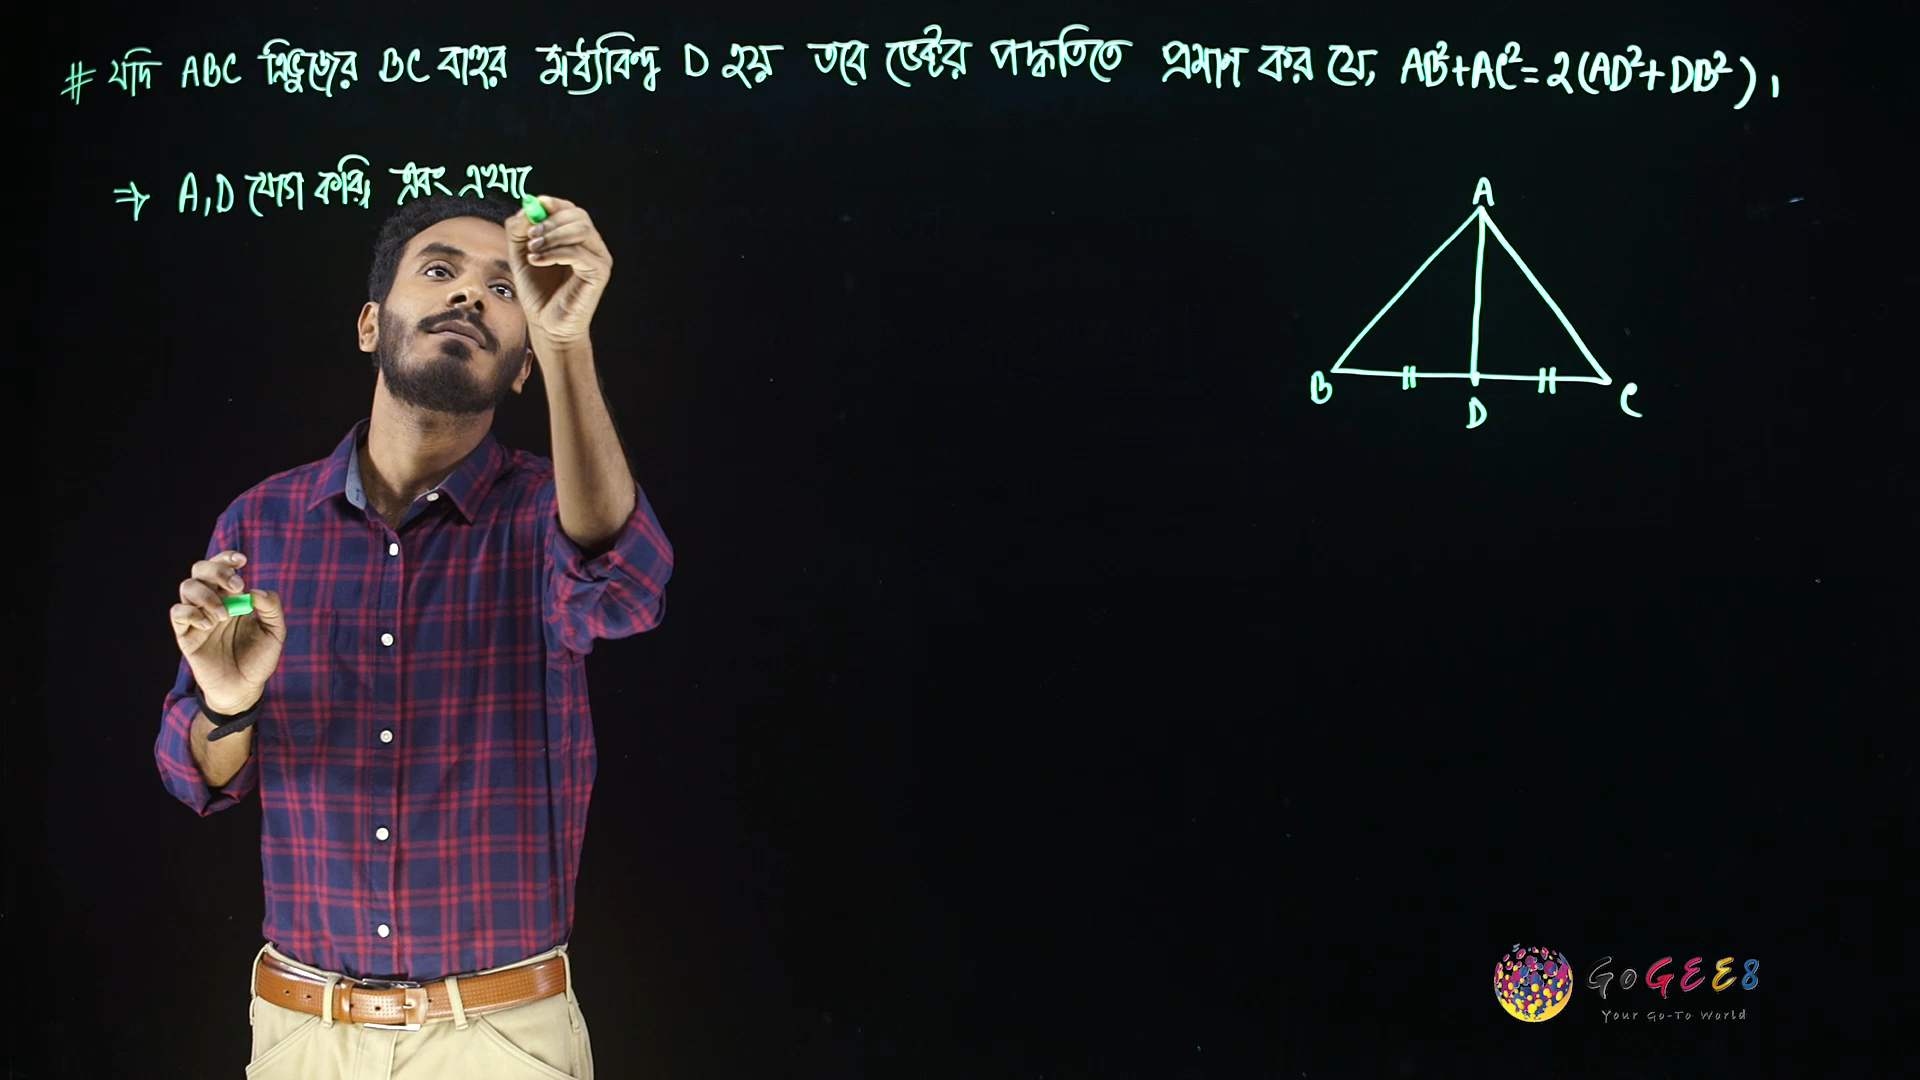 # যদি ABC ত্রিভুজের BC বাহুর মধ্যবিন্দু D হয় তবে ভেক্টর পদ্ধতিতে প্রমাণ কর যে, AB²+AC²=2(AD²+DB²)।
⇒ A,D যোগ করি এবং এখানে
A
B
D
C
GoGEE8
Your Go-To World